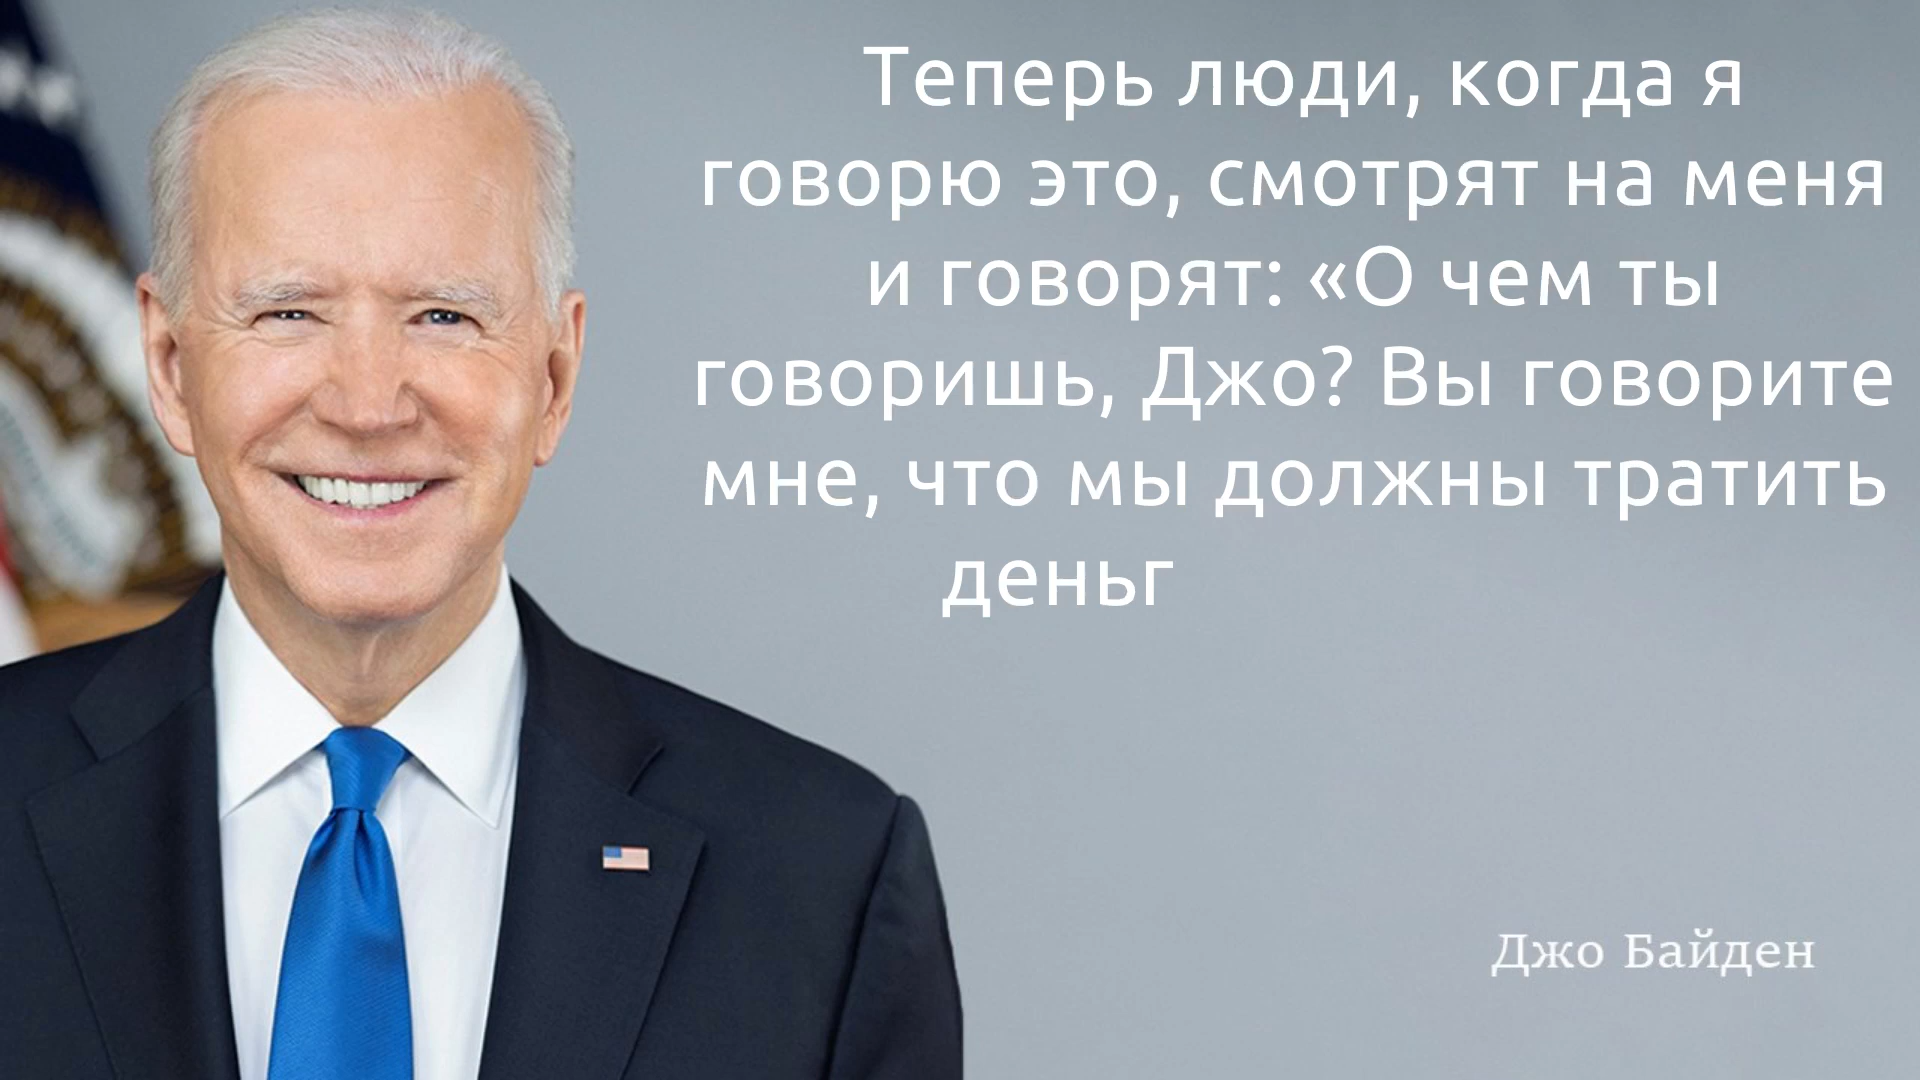 Теперь люди, когда я
говорю это, смотрят на меня
и говорят: «О чем ты
говоришь, Джо? Вы говорите
мне, что мы должны тратить
деньг
Джо Байден